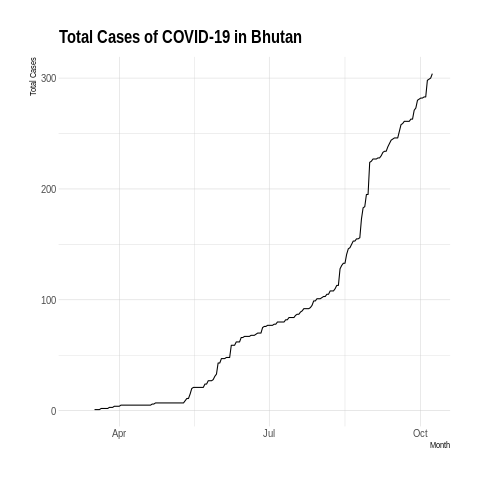 Total Cases of COVID-19 in Bhutan
Total Cases
300
200
100
0
Apr Jul Oct
Month